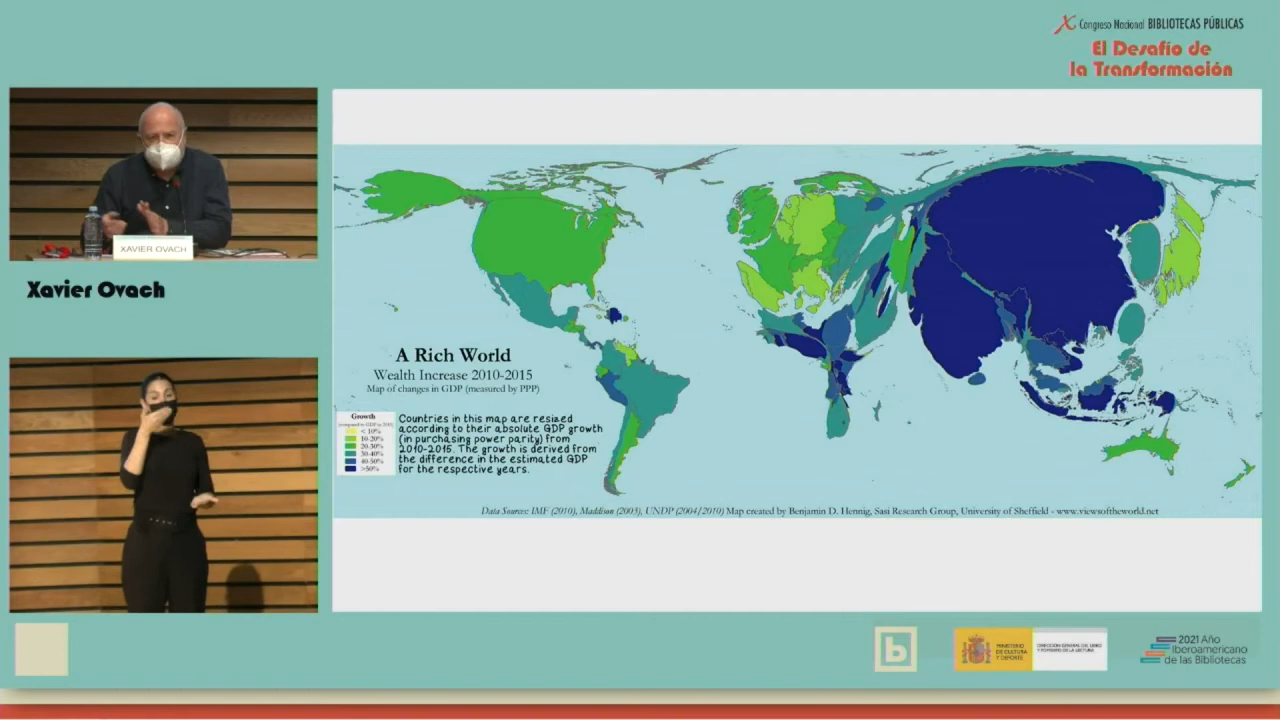 X Congreso Nacional BIBLIOTECAS PÚBLICAS
El Desafío de
la Transformación
XAVIER OVACH
Xavier Ovach
A Rich World
Wealth Increase 2010-2015
Map of changes in GDP (measured by PPP)
Growth
(compared to GDP in 2010)
< 10%
10-20%
20-30%
30-40%
40-50%
>50%
Countries in this map are resized
according to their absolute GDP growth
(in purchasing power parity) from
2010-2015. The growth is derived from
the difference in the estimated GDP
for the respective years.
Data Sources: IMF (2010), Maddison (2003), UNDP (2004/2010) Map created by Benjamin D. Hennig, Sasi Research Group, University of Sheffield - www.viewsoftheworld.net
b
MINISTERIO
DE CULTURA
Y DEPORTE
DIRECCIÓN GENERAL DEL LIBRO
Y FOMENTO DE LA LECTURA
2021 Año
Iberoamericano
de las Bibliotecas